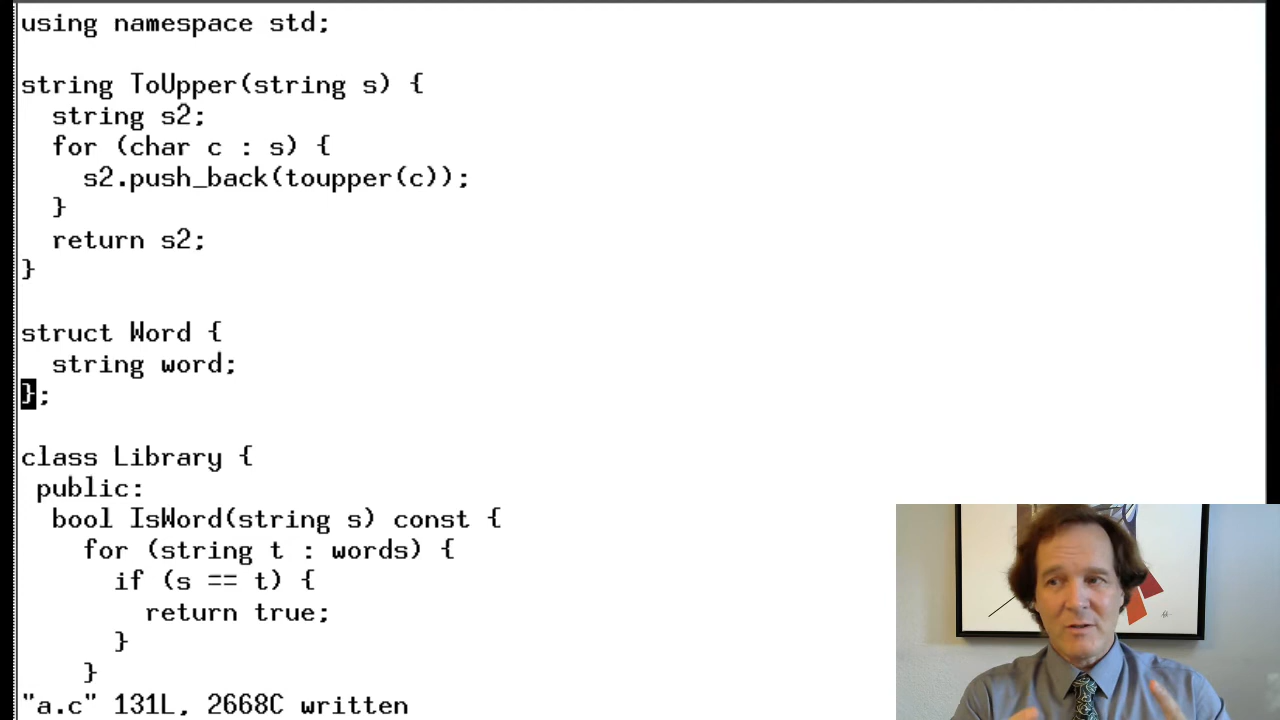 using namespace std;
string ToUpper(string s) {
  string s2;
  for (char c : s) {
    s2.push_back(toupper(c));
  }
  return s2;
}
struct Word {
  string word;
};
class Library {
 public:
  bool IsWord(string s) const {
    for (string t : words) {
      if (s == t) {
        return true;
      }
    }
"a.c" 131L, 2668C written